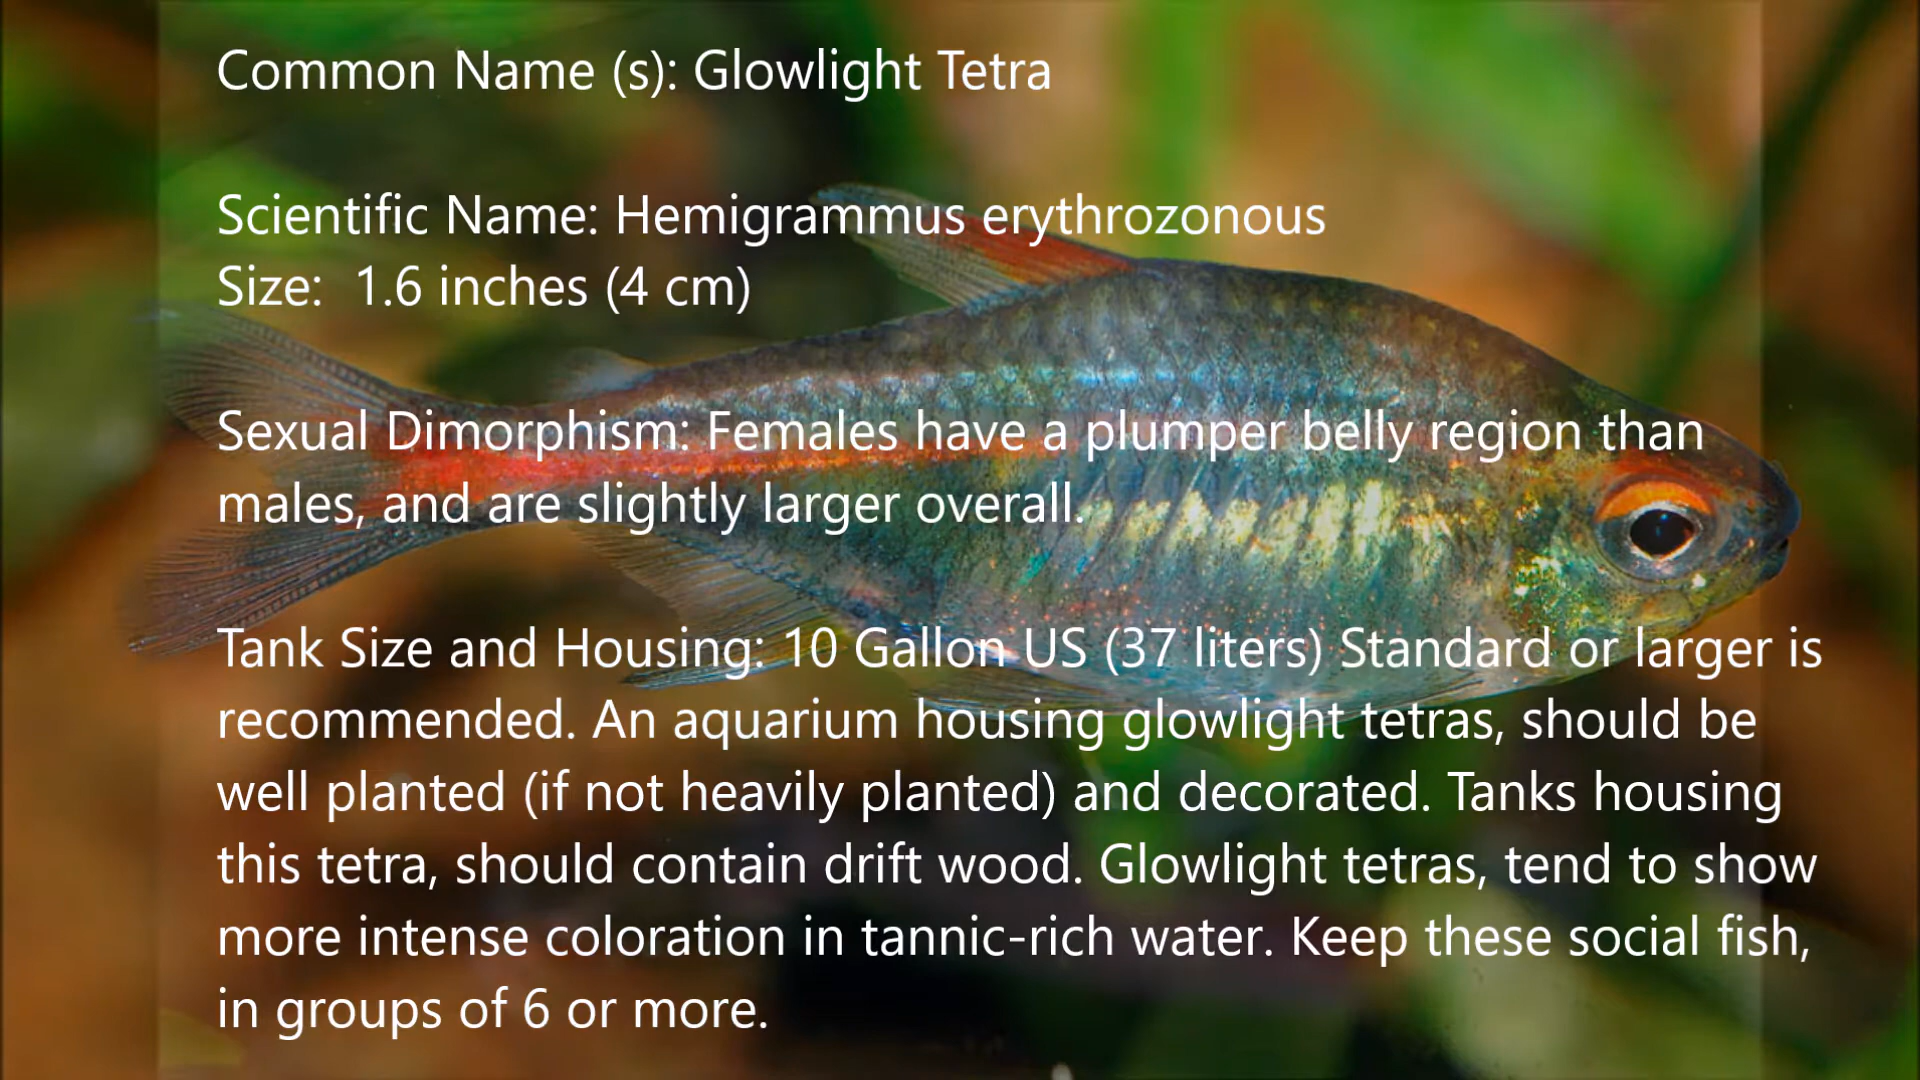 Common Name (s): Glowlight Tetra
Scientific Name: Hemigrammus erythrozonous
Size:  1.6 inches (4 cm)
Sexual Dimorphism: Females have a plumper belly region than
males, and are slightly larger overall.
Tank Size and Housing: 10 Gallon US (37 liters) Standard or larger is
recommended. An aquarium housing glowlight tetras, should be
well planted (if not heavily planted) and decorated. Tanks housing
this tetra, should contain drift wood. Glowlight tetras, tend to show
more intense coloration in tannic-rich water. Keep these social fish,
in groups of 6 or more.